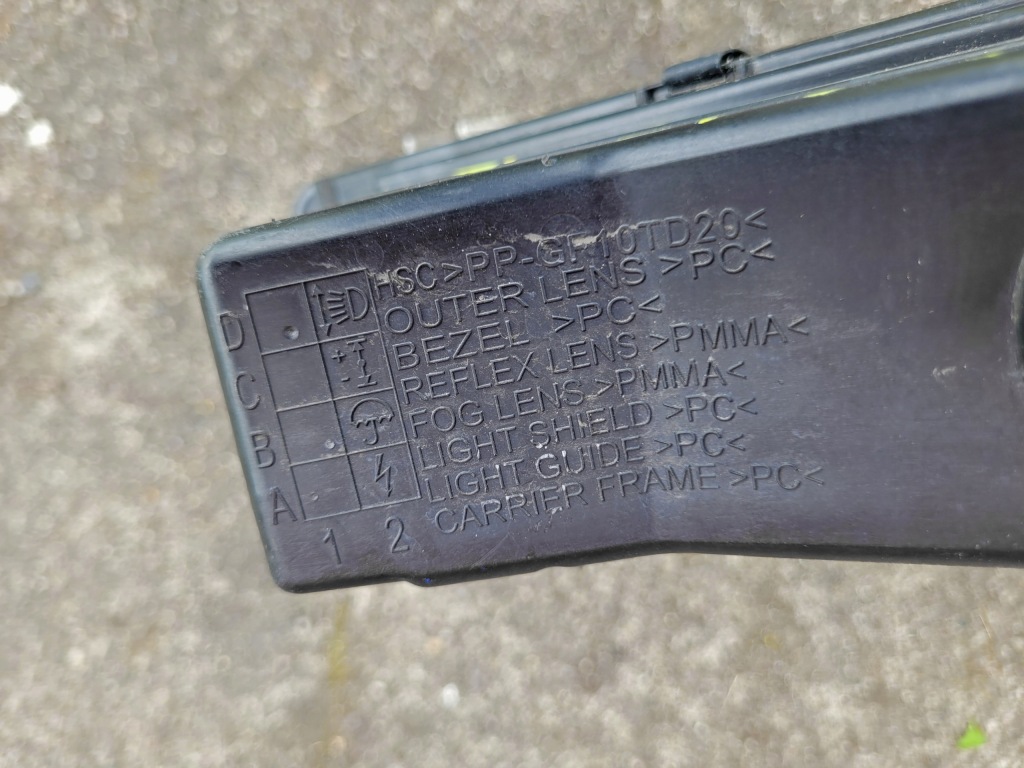 HSC >PP-GF10TD20<
OUTER LENS >PC<
BEZEL >PC<
REFLEX LENS >PMMA<
FOG LENS >PMMA<
LIGHT SHIELD >PC<
LIGHT GUIDE >PC<
CARRIER FRAME >PC<
D
C
B
A
1 2